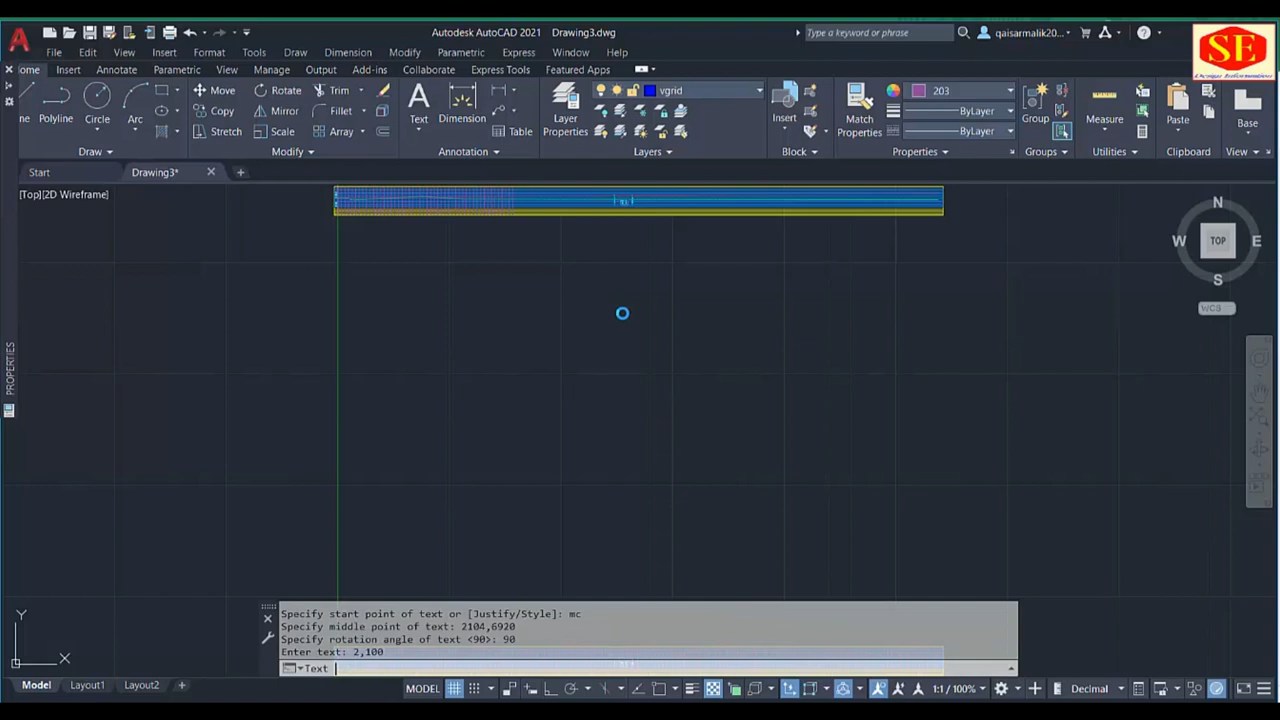 Autodesk AutoCAD 2021 Drawing3.dwg
Type a keyword or phrase
qaisarmalik20...
SE
Design Information
File Edit View Insert Format Tools Draw Dimension Modify Parametric Express Window Help
ome Insert Annotate Parametric View Manage Output Add-ins Collaborate Express Tools Featured Apps
ne Polyline Circle Arc
Move Rotate Trim
Copy Mirror Fillet
Stretch Scale Array
Text Dimension Table
Layer Properties
vgrid
Insert
Match Properties
203
ByLayer
ByLayer
Group
Measure
Paste
Base
Draw Modify Annotation Layers Block Properties Groups Utilities Clipboard View
Start Drawing3*
[Top][2D Wireframe]
N
W TOP E
S
WCS
PROPERTIES
Specify start point of text or [Justify/Style]: mc
Specify middle point of text: 2104,6920
Specify rotation angle of text <90>: 90
Enter text: 2,100
Text
Y
X
Model Layout1 Layout2
MODEL 1:1 / 100% Decimal